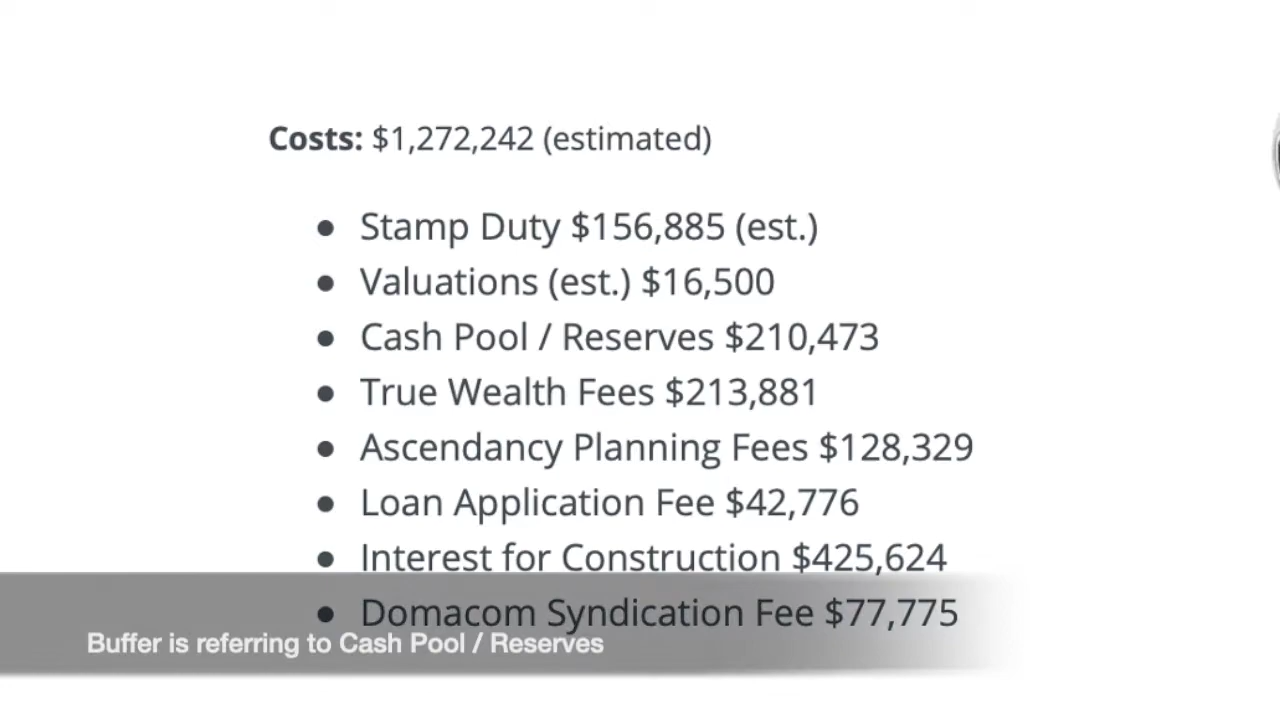 Costs: $1,272,242 (estimated)
● Stamp Duty $156,885 (est.)
● Valuations (est.) $16,500
● Cash Pool / Reserves $210,473
● True Wealth Fees $213,881
● Ascendancy Planning Fees $128,329
● Loan Application Fee $42,776
● Interest for Construction $425,624
● Domacom Syndication Fee $77,775
Buffer is referring to Cash Pool / Reserves